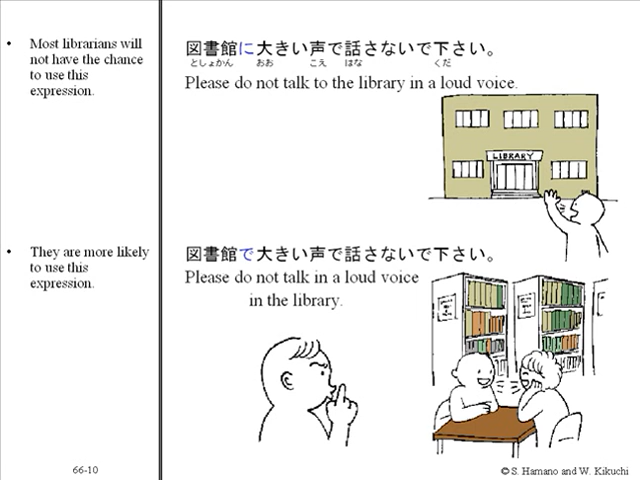 • Most librarians will
not have the chance
to use this
expression.
図書館に大きい声で話さないで下さい。
としょかん おお こえ はな くだ
Please do not talk to the library in a loud voice.
LIBRARY
• They are more likely
to use this
expression.
図書館で大きい声で話さないで下さい。
Please do not talk in a loud voice
in the library.
66-10
© S. Hamano and W. Kikuchi